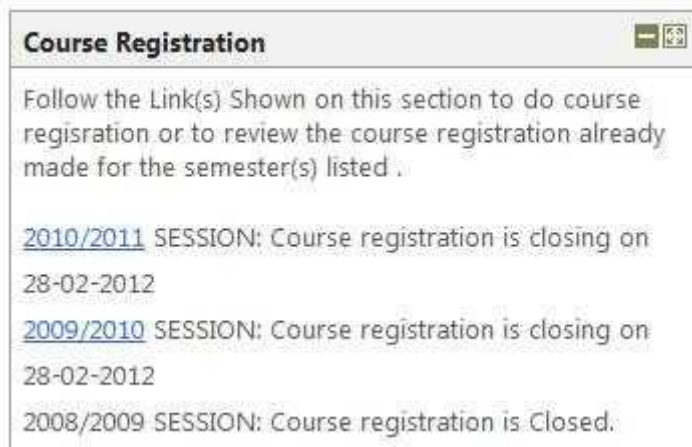 Course Registration
Follow the Link(s) Shown on this section to do course
regisration or to review the course registration already
made for the semester(s) listed .
2010/2011 SESSION: Course registration is closing on
28-02-2012
2009/2010 SESSION: Course registration is closing on
28-02-2012
2008/2009 SESSION: Course registration is Closed.